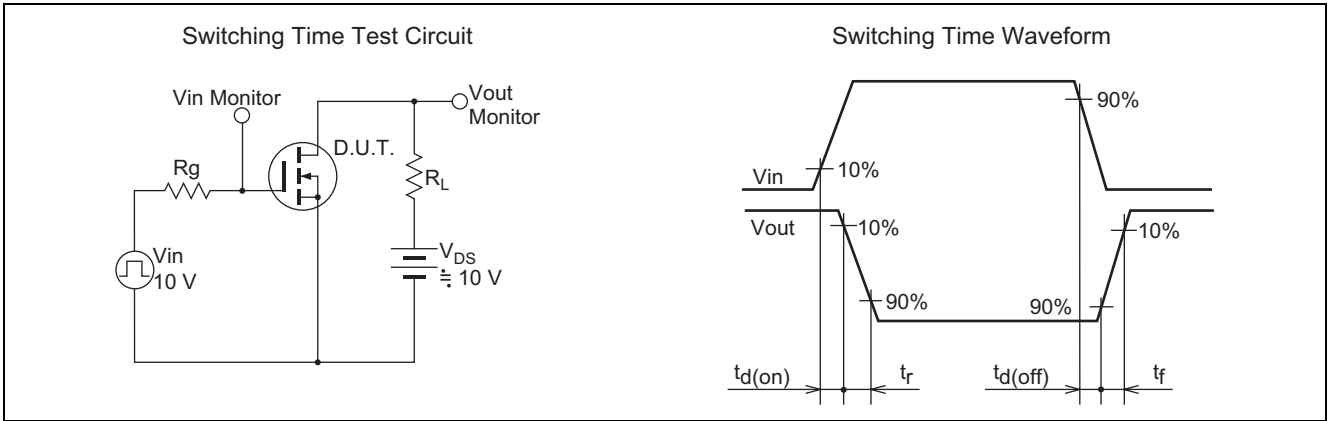 Switching Time Test Circuit
Vin Monitor
Vout
Monitor
D.U.T.
Rg
RL
Vin
10 V
VDS
≒ 10 V
Switching Time Waveform
90%
Vin
10%
Vout
10%
10%
90%
90%
td(on)
tr
td(off)
tf